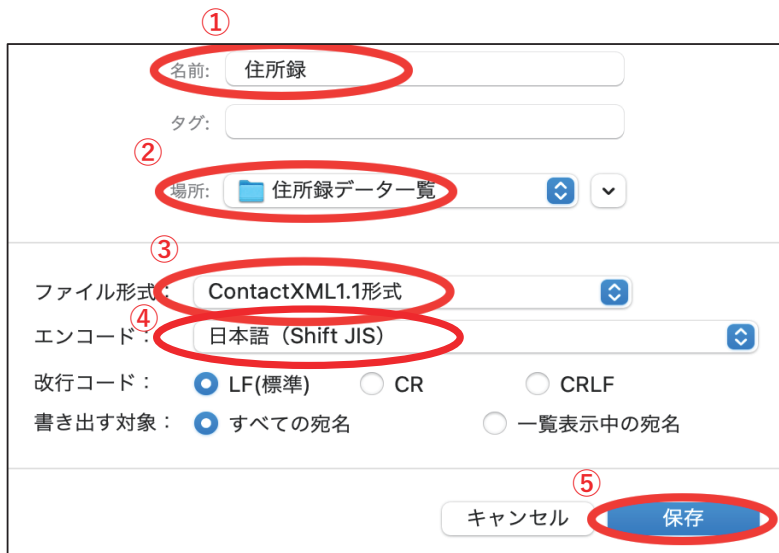 ①
名前: 住所録
タグ:
②
場所: 住所録データ一覧
③
ファイル形式： ContactXML1.1形式
④
エンコード： 日本語（Shift JIS）
改行コード： LF(標準) CR CRLF
書き出す対象： すべての宛名 一覧表示中の宛名
⑤
キャンセル 保存